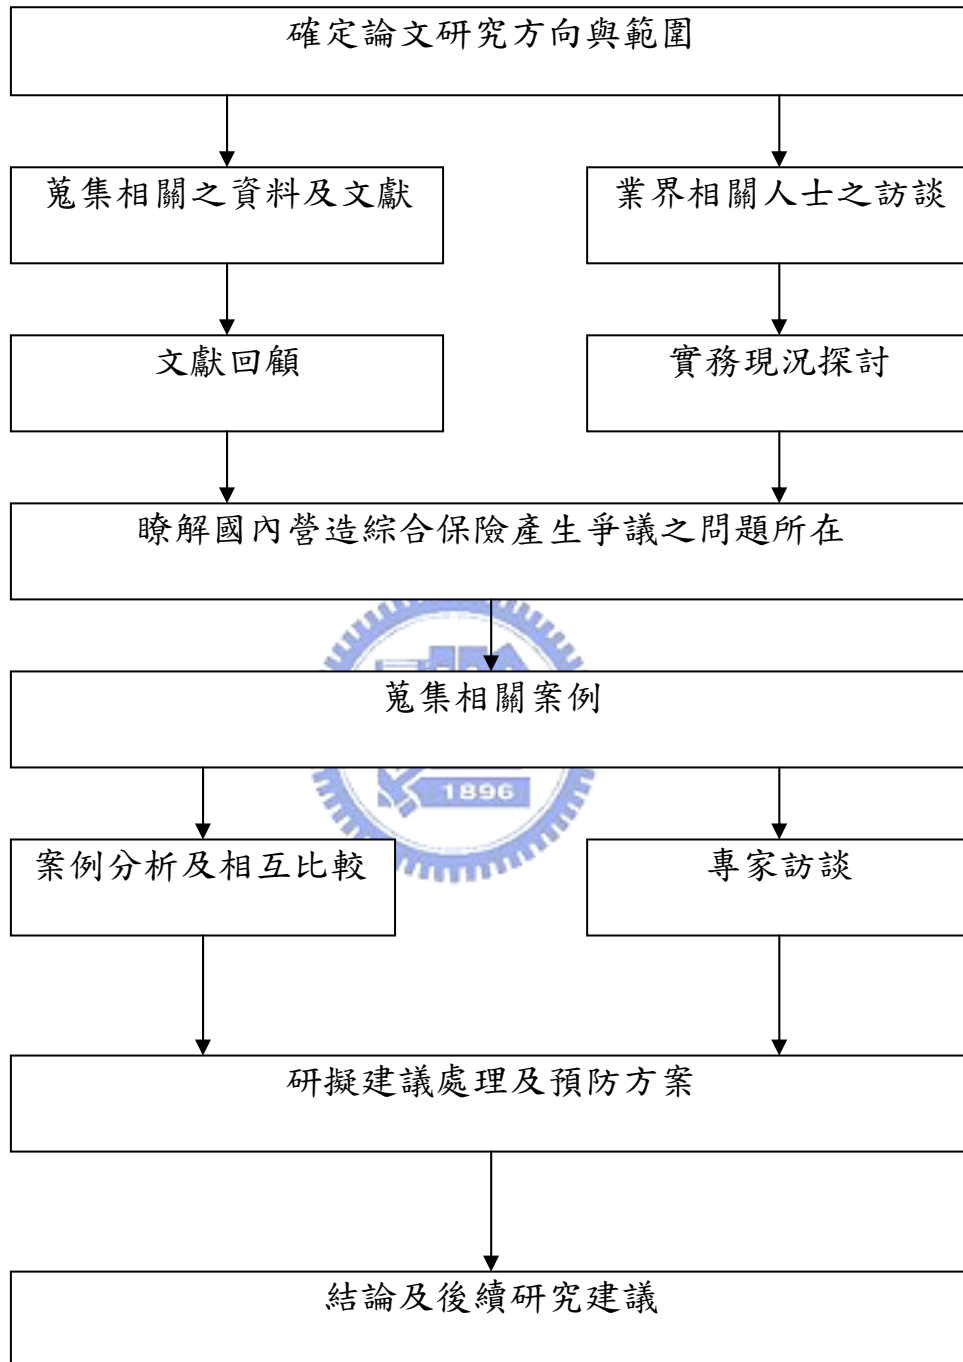 確定論文研究方向與範圍
蒐集相關之資料及文獻
業界相關人士之訪談
文獻回顧
實務現況探討
瞭解國內營造綜合保險產生爭議之問題所在
蒐集相關案例
1896
案例分析及相互比較
專家訪談
研擬建議處理及預防方案
結論及後續研究建議